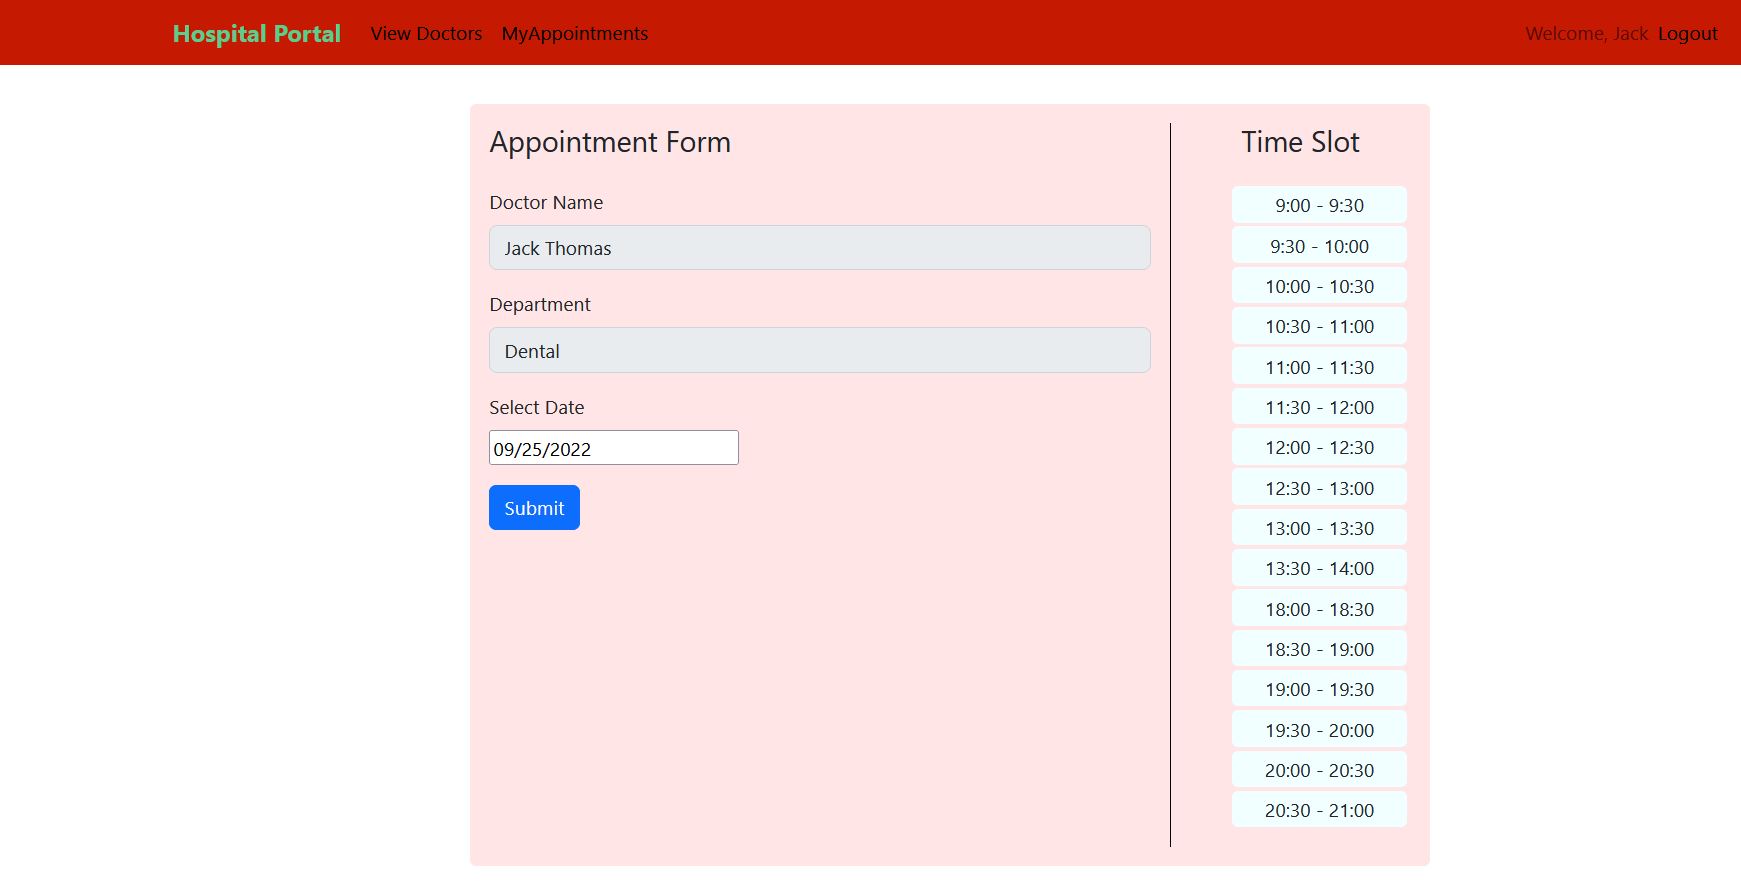 Hospital Portal View Doctors MyAppointments Welcome, Jack Logout
Appointment Form
Doctor Name
Jack Thomas
Department
Dental
Select Date
09/25/2022
Submit
Time Slot
9:00 - 9:30
9:30 - 10:00
10:00 - 10:30
10:30 - 11:00
11:00 - 11:30
11:30 - 12:00
12:00 - 12:30
12:30 - 13:00
13:00 - 13:30
13:30 - 14:00
18:00 - 18:30
18:30 - 19:00
19:00 - 19:30
19:30 - 20:00
20:00 - 20:30
20:30 - 21:00